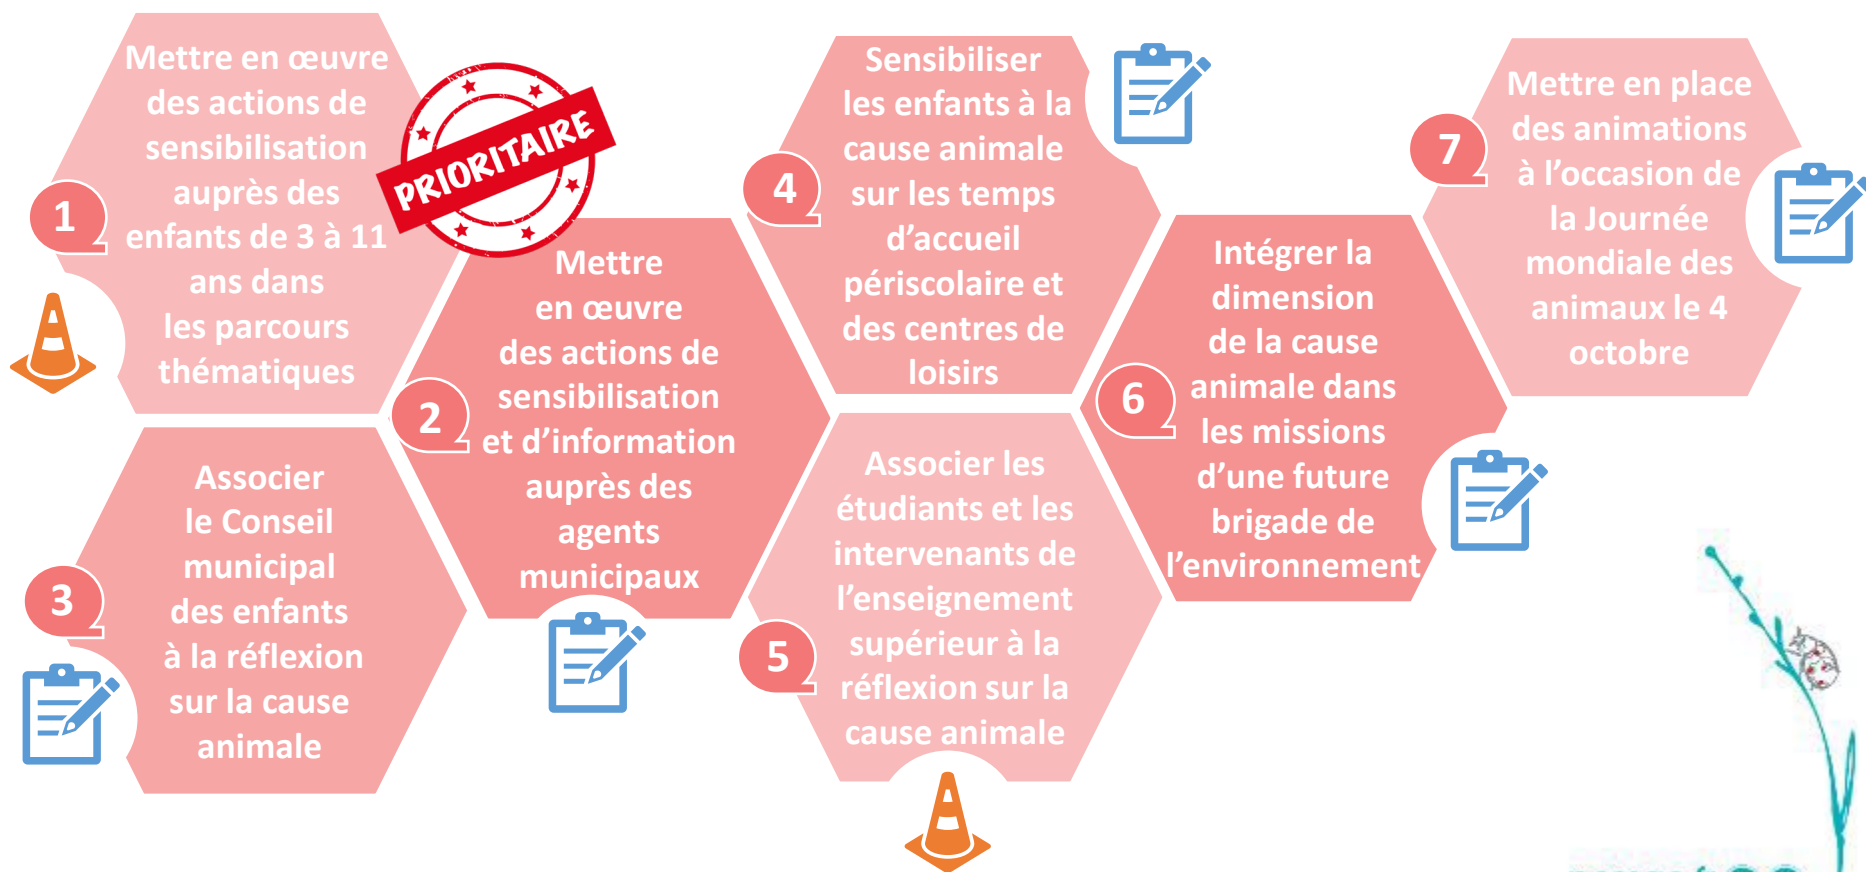 1
Mettre en œuvre
des actions de
sensibilisation
auprès des
enfants de 3 à 11
ans dans
les parcours
thématiques
PRIORITAIRE
2
Mettre
en œuvre
des actions de
sensibilisation
et d’information
auprès des
agents
municipaux
3
Associer
le Conseil
municipal
des enfants
à la réflexion
sur la cause
animale
4
Sensibiliser
les enfants à la
cause animale
sur les temps
d’accueil
périscolaire et
des centres de
loisirs
5
Associer les
étudiants et les
intervenants de
l’enseignement
supérieur à la
réflexion sur la
cause animale
6
Intégrer la
dimension
de la cause
animale dans
les missions
d’une future
brigade de
l’environnement
7
Mettre en place
des animations
à l’occasion de
la Journée
mondiale des
animaux le 4
octobre